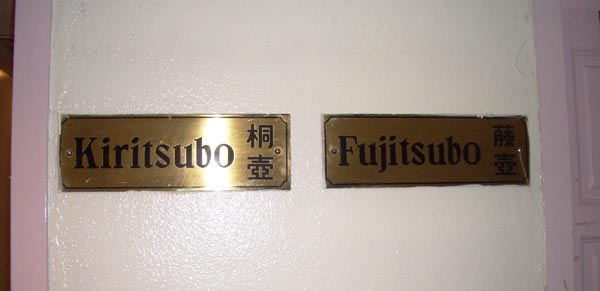 Kiritsubo 桐壺
Fujitsubo 藤壺